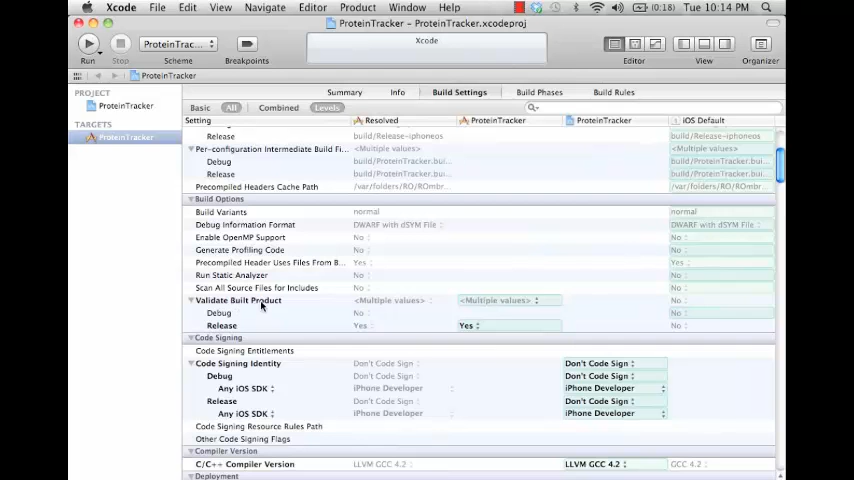 Xcode File Edit View Navigate Editor Product Window Help (0:18) Tue 10:14 PM
ProteinTracker – ProteinTracker.xcodeproj
ProteinTrac... Xcode
Run Stop Scheme Breakpoints Editor View Organizer
ProteinTracker
PROJECT
ProteinTracker
TARGETS
ProteinTracker
Summary Info Build Settings Build Phases Build Rules
Basic All Combined Levels
Setting Resolved ProteinTracker ProteinTracker iOS Default
Release build/Release-iphoneos build/Release-iphoneos
Per-configuration Intermediate Build Fi... <Multiple values> <Multiple values>
Debug build/ProteinTracker.bui... build/ProteinTracker.bui...
Release build/ProteinTracker.bui... build/ProteinTracker.bui...
Precompiled Headers Cache Path /var/folders/RO/ROmbr... /var/folders/RO/ROmbr...
Build Options
Build Variants normal normal
Debug Information Format DWARF with dSYM File DWARF with dSYM File
Enable OpenMP Support No No
Generate Profiling Code No No
Precompiled Header Uses Files From B... Yes Yes
Run Static Analyzer No No
Scan All Source Files for Includes No No
Validate Built Product <Multiple values> <Multiple values> No
Debug No No
Release Yes Yes No
Code Signing
Code Signing Entitlements
Code Signing Identity Don't Code Sign Don't Code Sign
Debug Don't Code Sign Don't Code Sign
Any iOS SDK iPhone Developer iPhone Developer
Release Don't Code Sign Don't Code Sign
Any iOS SDK iPhone Developer iPhone Developer
Code Signing Resource Rules Path
Other Code Signing Flags
Compiler Version
C/C++ Compiler Version LLVM GCC 4.2 LLVM GCC 4.2 GCC 4.2
Deployment